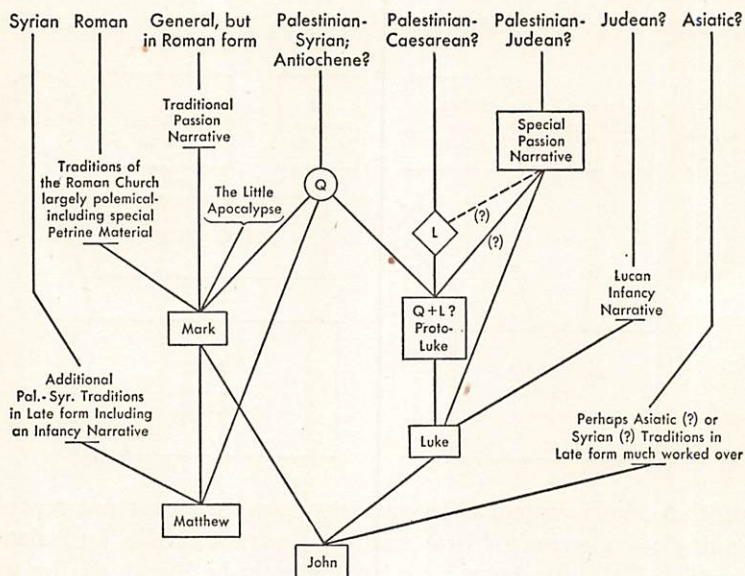 Syrian
Roman
General, but
in Roman form
Palestinian-
Syrian;
Antiochene?
Palestinian-
Caesarean?
Palestinian-
Judean?
Judean?
Asiatic?
Traditional
Passion
Narrative
Special
Passion
Narrative
Traditions of
the Roman Church
largely polemical-
including special
Petrine Material
The Little
Apocalypse
Q
L
(?)
(?)
Lucan
Infancy
Narrative
Mark
Q+L?
Proto-
Luke
Additional
Pal.-Syr. Traditions
in Late form Including
an Infancy Narrative
Luke
Perhaps Asiatic (?) or
Syrian (?) Traditions in
Late form much worked over
Matthew
John